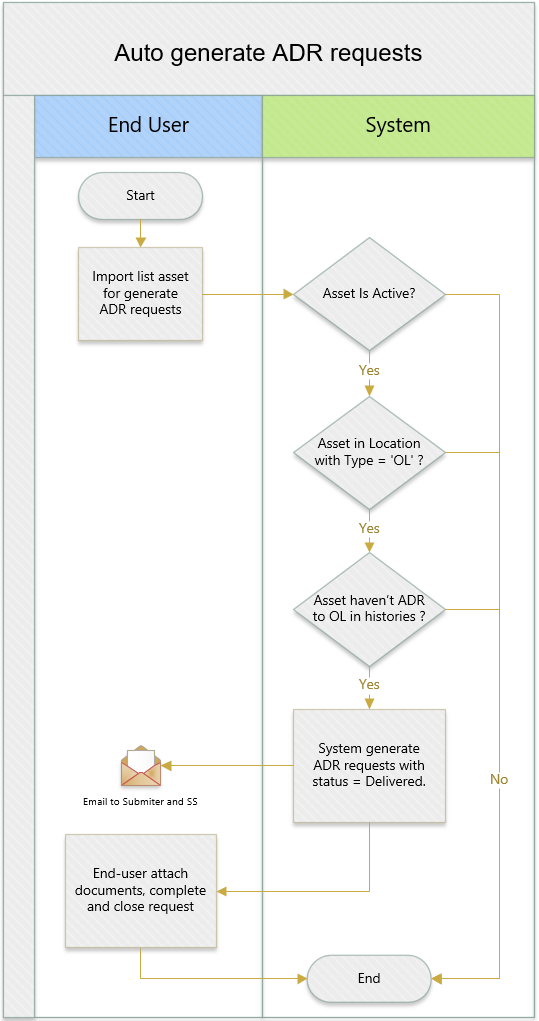 Auto generate ADR requests
End User
System
Start
Import list asset
for generate
ADR requests
Asset Is Active?
Yes
Asset in Location
with Type = 'OL' ?
Yes
Asset haven't ADR
to OL in histories ?
Yes
System generate
ADR requests with
status = Delivered.
No
Email to Submiter and SS
End-user attach
documents, complete
and close request
End